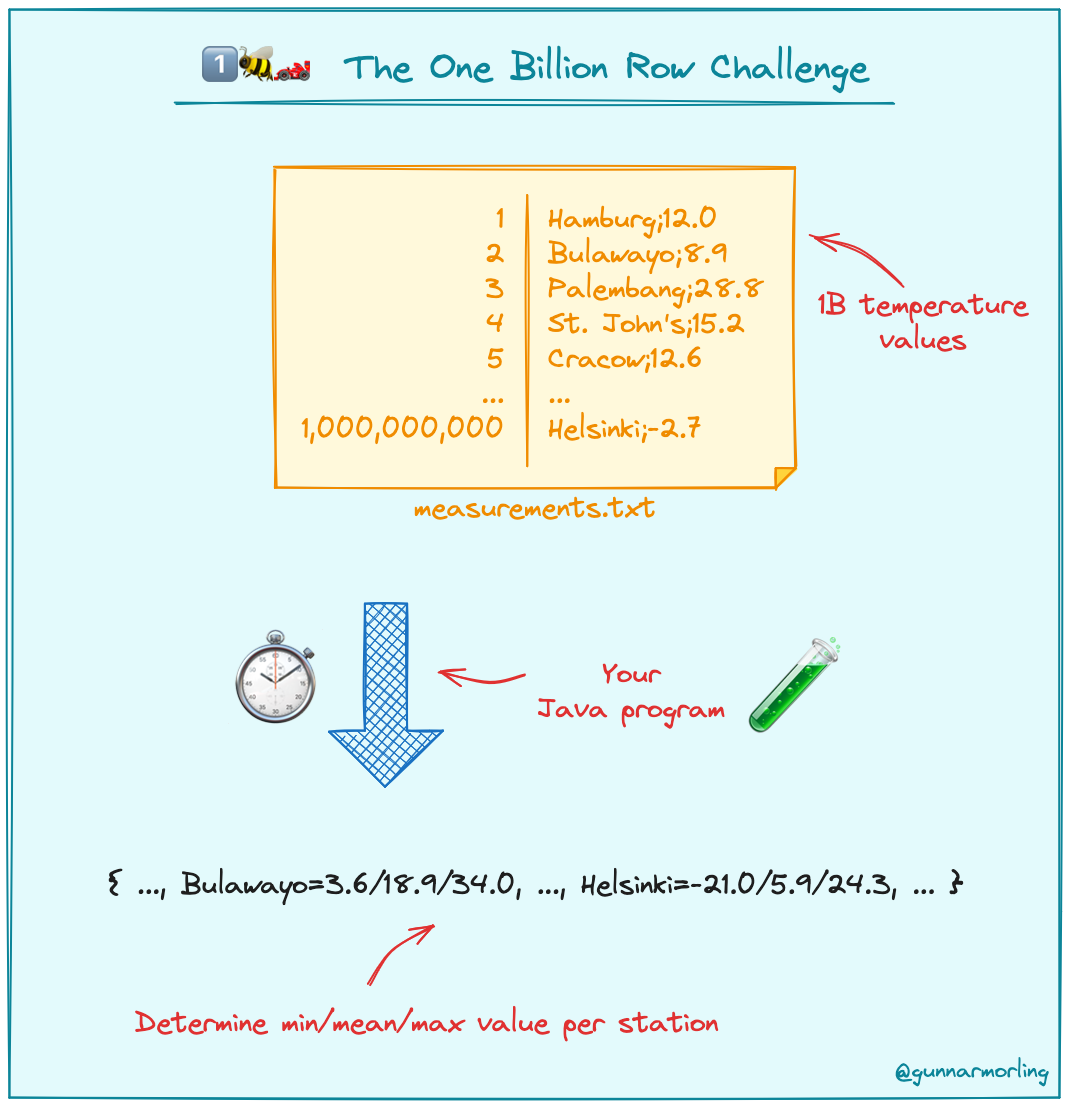 1 The One Billion Row Challenge
1 Hamburg;12.0
2 Bulawayo;8.9
3 Palembang;28.8
4 St. John's;15.2
5 Cracow;12.6
... ...
1,000,000,000 Helsinki;-2.7
measurements.txt
1B temperature
values
Your
Java program
{ ..., Bulawayo=3.6/18.9/34.0, ..., Helsinki=-21.0/5.9/24.3, ... }
Determine min/mean/max value per station
@gunnarmorling